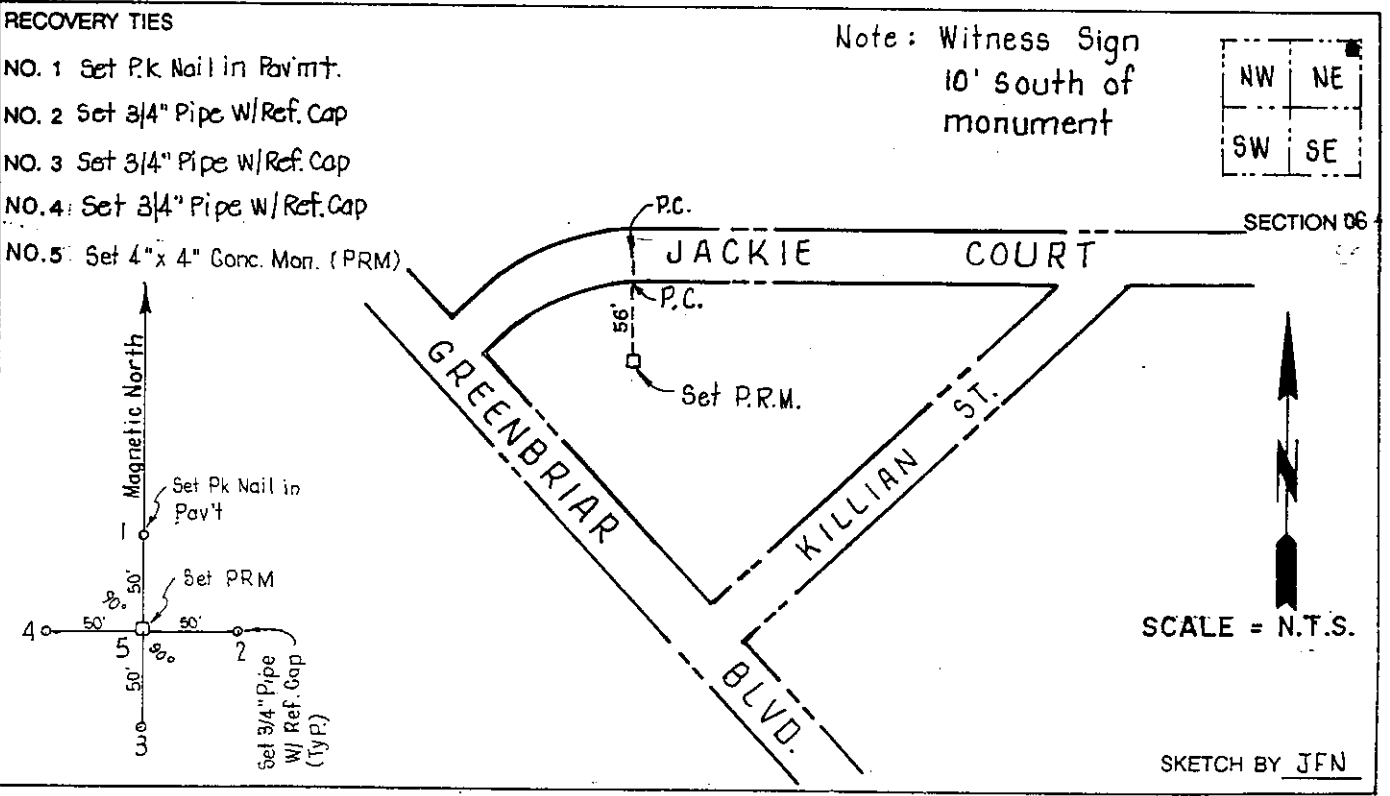 RECOVERY TIES
NO. 1 Set P.K Nail in Pav'mt.
NO. 2 Set 3/4" Pipe W/Ref. Cap
NO. 3 Set 3/4" Pipe W/Ref. Cap
NO. 4: Set 3/4" Pipe W/Ref. Cap
NO. 5 Set 4" x 4" Conc. Mon. (PRM)
Note: Witness Sign
10' South of
monument
NW NE
SW SE
SECTION 06
P.C.
JACKIE COURT
P.C.
56'
Set P.R.M.
GREENBRIAR
BLVD.
KILLIAN ST.
Magnetic North
Set Pk Nail in
Pav't
1
50'
90°
Set PRM
4 50' 50'
5 90° 2
50'
3
Set 3/4" Pipe
W/ Ref. Cap
(TyP.)
N
SCALE = N.T.S.
SKETCH BY JFN